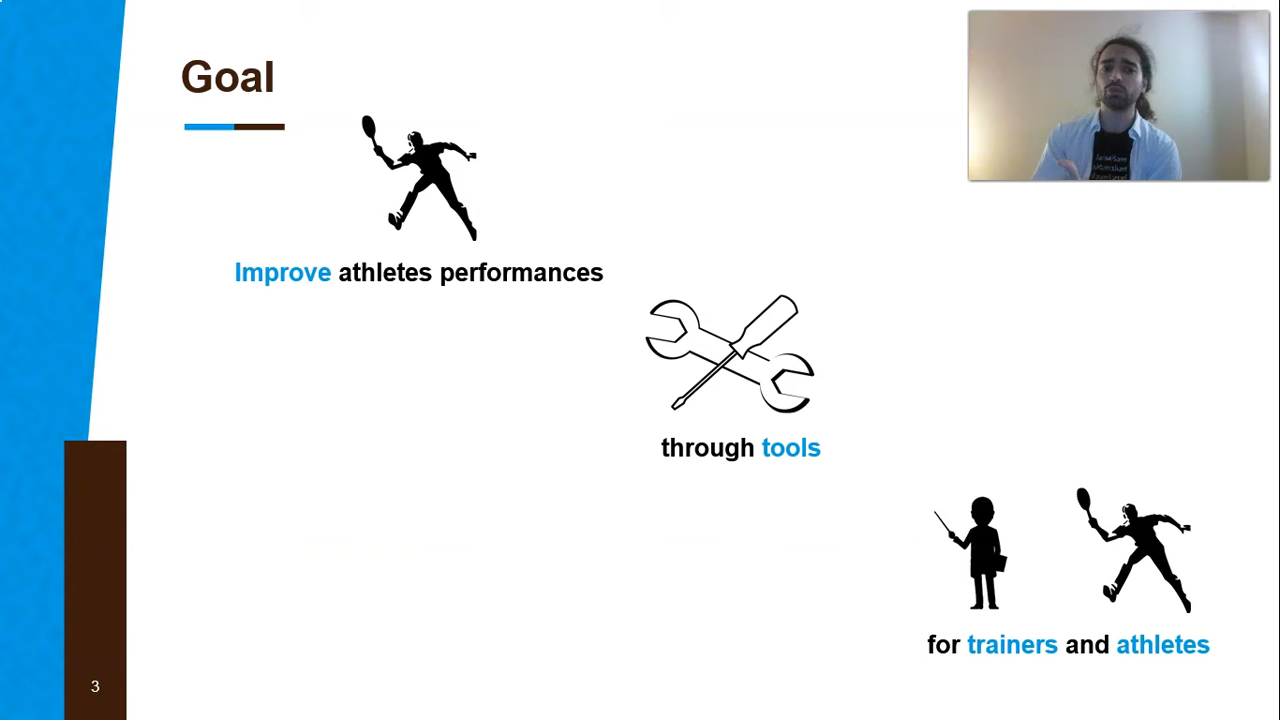 Goal
Improve athletes performances
through tools
for trainers and athletes
3